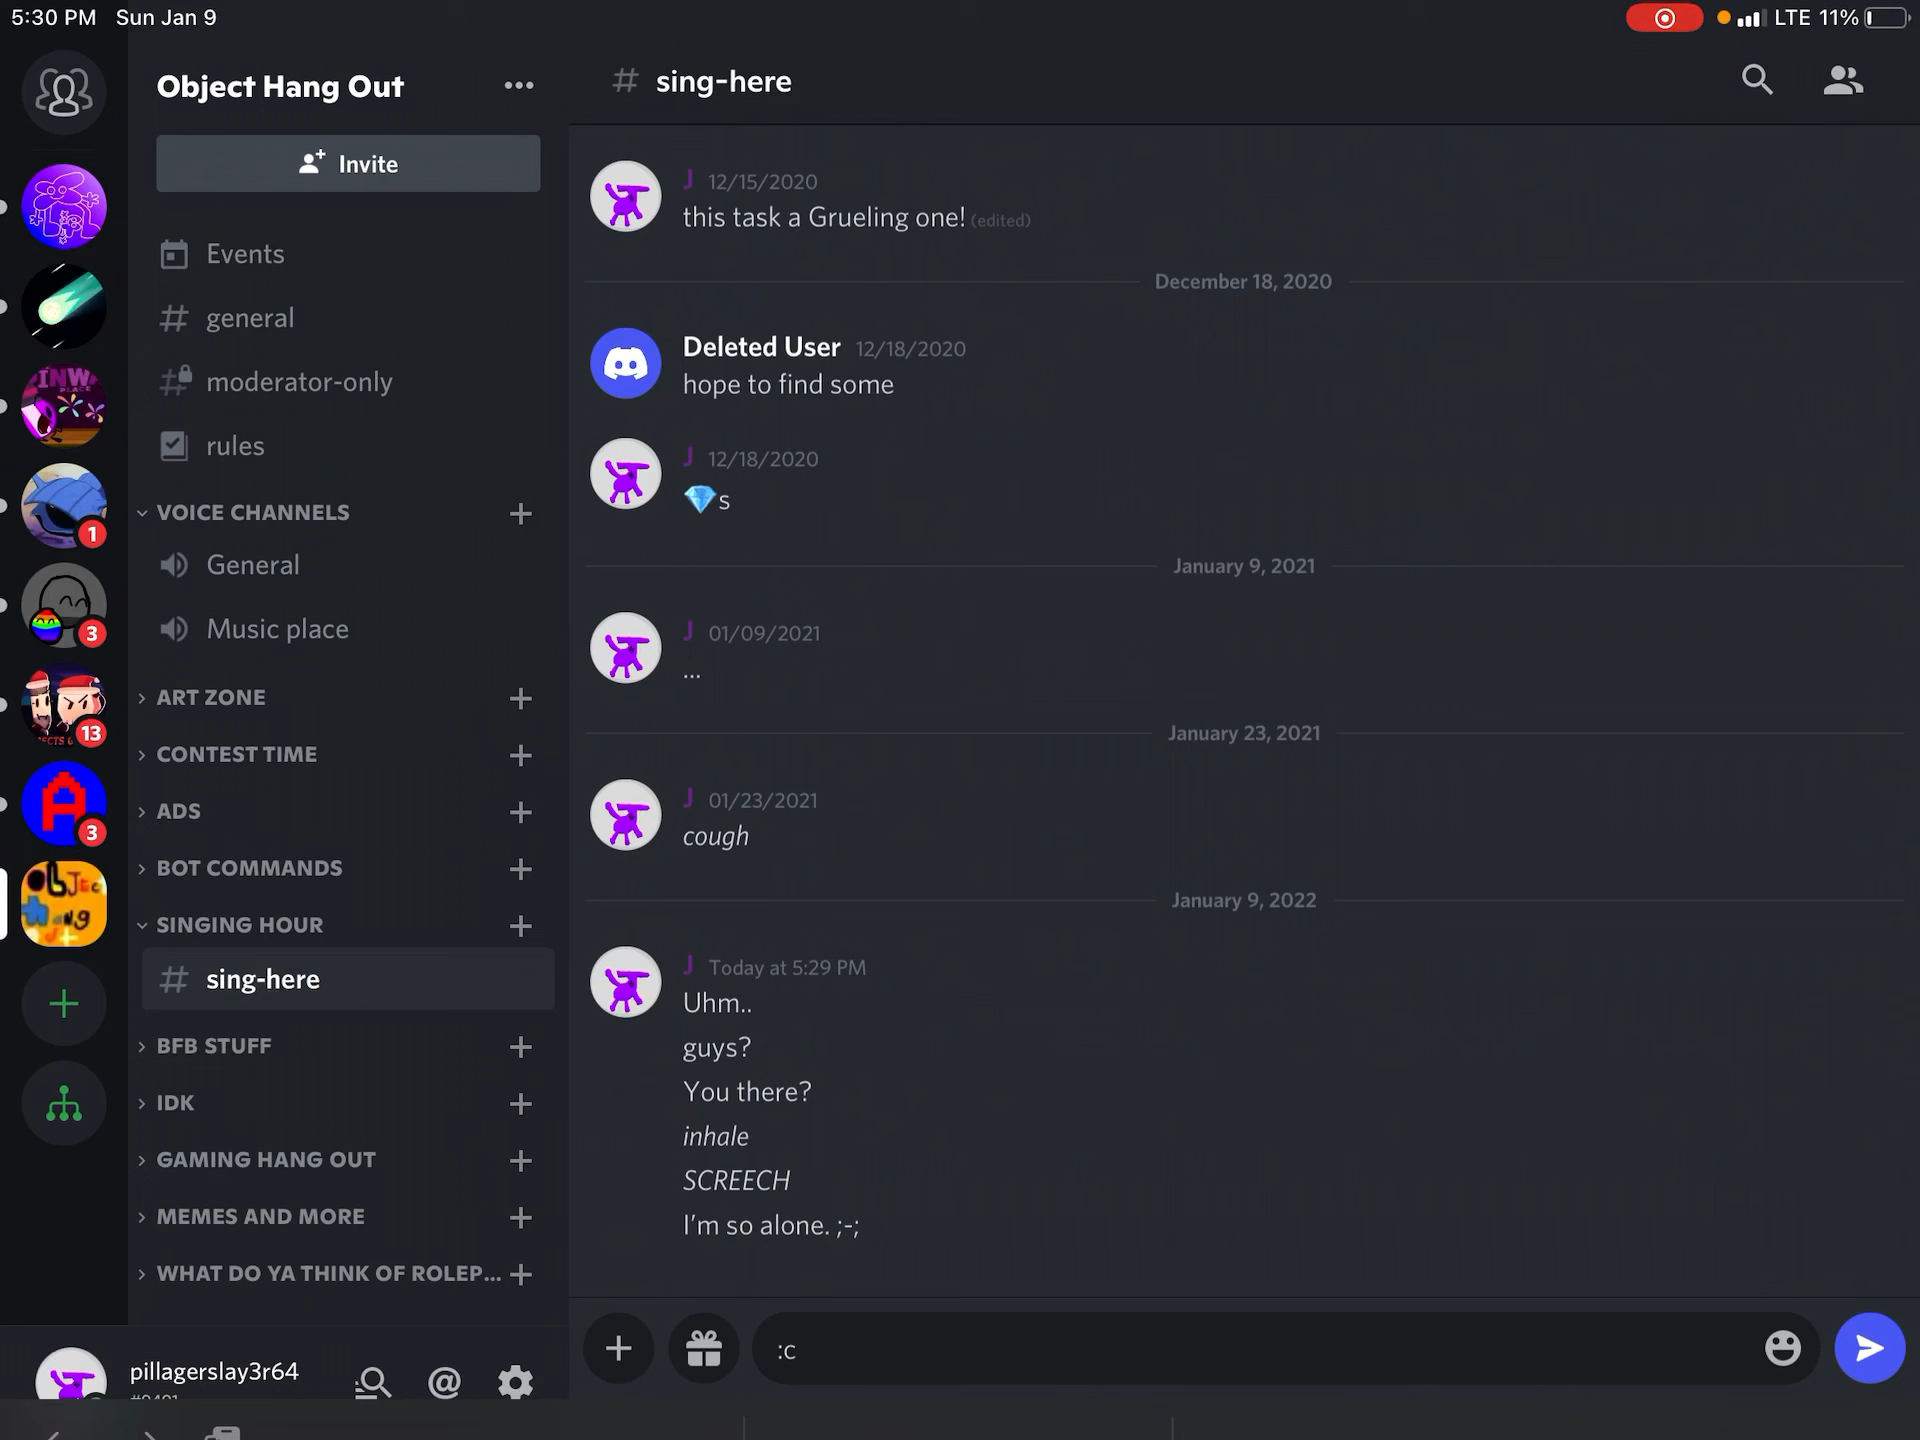 5:30 PM Sun Jan 9
LTE 11%
Object Hang Out
Invite
Events
general
moderator-only
rules
VOICE CHANNELS
General
Music place
ART ZONE
CONTEST TIME
ADS
BOT COMMANDS
SINGING HOUR
sing-here
BFB STUFF
IDK
GAMING HANG OUT
MEMES AND MORE
WHAT DO YA THINK OF ROLEP...
pillagerslay3r64
1
3
13
A
3
sing-here
J 12/15/2020
this task a Grueling one! (edited)
December 18, 2020
Deleted User 12/18/2020
hope to find some
J 12/18/2020
💎s
January 9, 2021
J 01/09/2021
...
January 23, 2021
J 01/23/2021
cough
January 9, 2022
J Today at 5:29 PM
Uhm..
guys?
You there?
inhale
SCREECH
I'm so alone. ;-;
:c